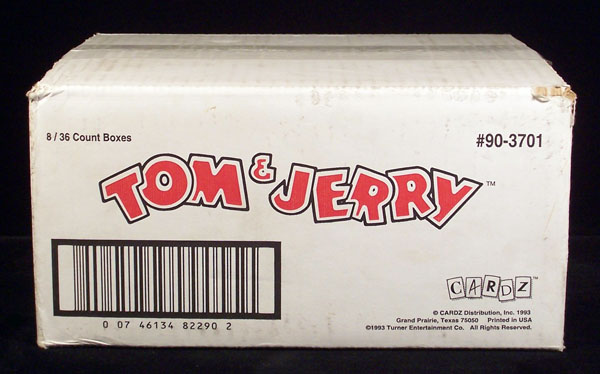 8 / 36 Count Boxes
#90-3701
TOM & JERRY™
CARDZ™
© CARDZ Distribution, Inc. 1993
Grand Prairie, Texas 75050 Printed in USA
©1993 Turner Entertainment Co. All Rights Reserved.
0 07 46134 82290 2